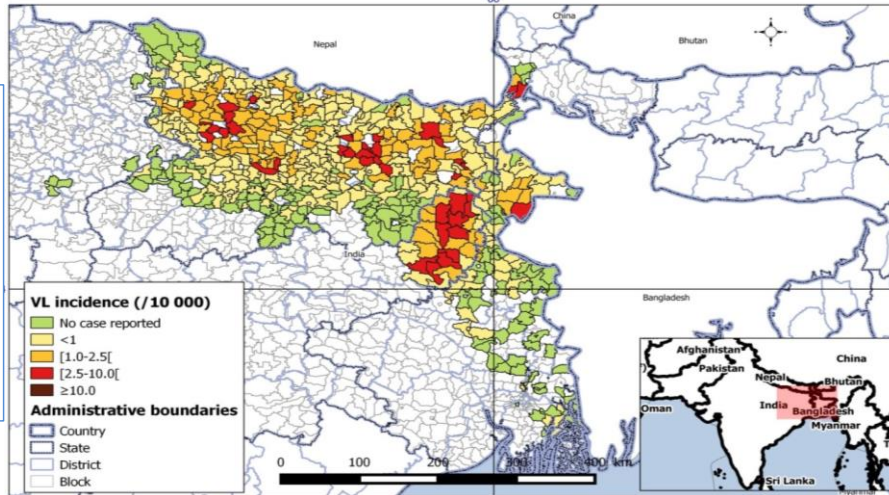 China
Nepal
Bhutan
India
Bangladesh
VL incidence (/10 000)
No case reported
<1
[1.0-2.5[
[2.5-10.0[
≥10.0
Administrative boundaries
Country
State
District
Block
0 100 200 300 400 km
Afghanistan
China
Pakistan
Nepal
Bhutan
Oman
India
Bangladesh
Myanmar
Sri Lanka
Myanmar